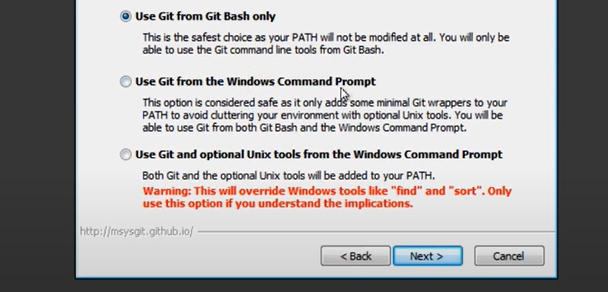 Use Git from Git Bash only
This is the safest choice as your PATH will not be modified at all. You will only be
able to use the Git command line tools from Git Bash.
Use Git from the Windows Command Prompt
This option is considered safe as it only adds some minimal Git wrappers to your
PATH to avoid cluttering your environment with optional Unix tools. You will be
able to use Git from both Git Bash and the Windows Command Prompt.
Use Git and optional Unix tools from the Windows Command Prompt
Both Git and the optional Unix tools will be added to your PATH.
Warning: This will override Windows tools like "find" and "sort". Only
use this option if you understand the implications.
http://msysgit.github.io/
< Back Next > Cancel